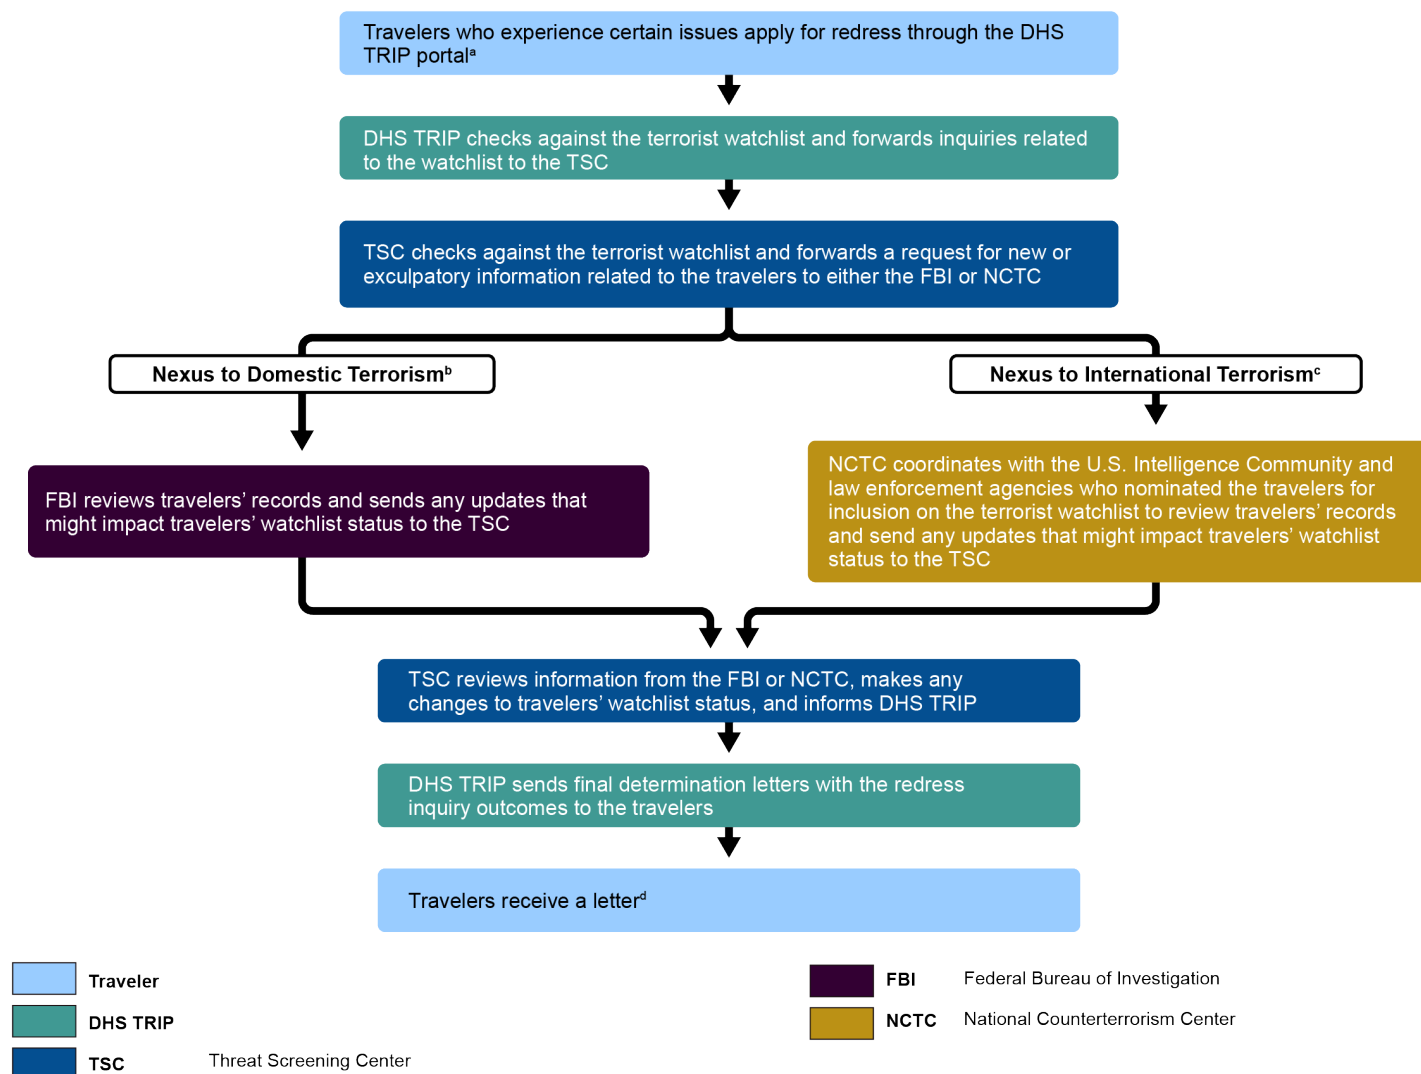 Travelers who experience certain issues apply for redress through the DHS
TRIP portalᵃ
DHS TRIP checks against the terrorist watchlist and forwards inquiries related
to the watchlist to the TSC
TSC checks against the terrorist watchlist and forwards a request for new or
exculpatory information related to the travelers to either the FBI or NCTC
Nexus to Domestic Terrorismᵇ
Nexus to International Terrorismᶜ
FBI reviews travelers’ records and sends any updates that
might impact travelers’ watchlist status to the TSC
NCTC coordinates with the U.S. Intelligence Community and
law enforcement agencies who nominated the travelers for
inclusion on the terrorist watchlist to review travelers’ records
and send any updates that might impact travelers’ watchlist
status to the TSC
TSC reviews information from the FBI or NCTC, makes any
changes to travelers’ watchlist status, and informs DHS TRIP
DHS TRIP sends final determination letters with the redress
inquiry outcomes to the travelers
Travelers receive a letterᵈ
Traveler
DHS TRIP
TSC Threat Screening Center
FBI Federal Bureau of Investigation
NCTC National Counterterrorism Center